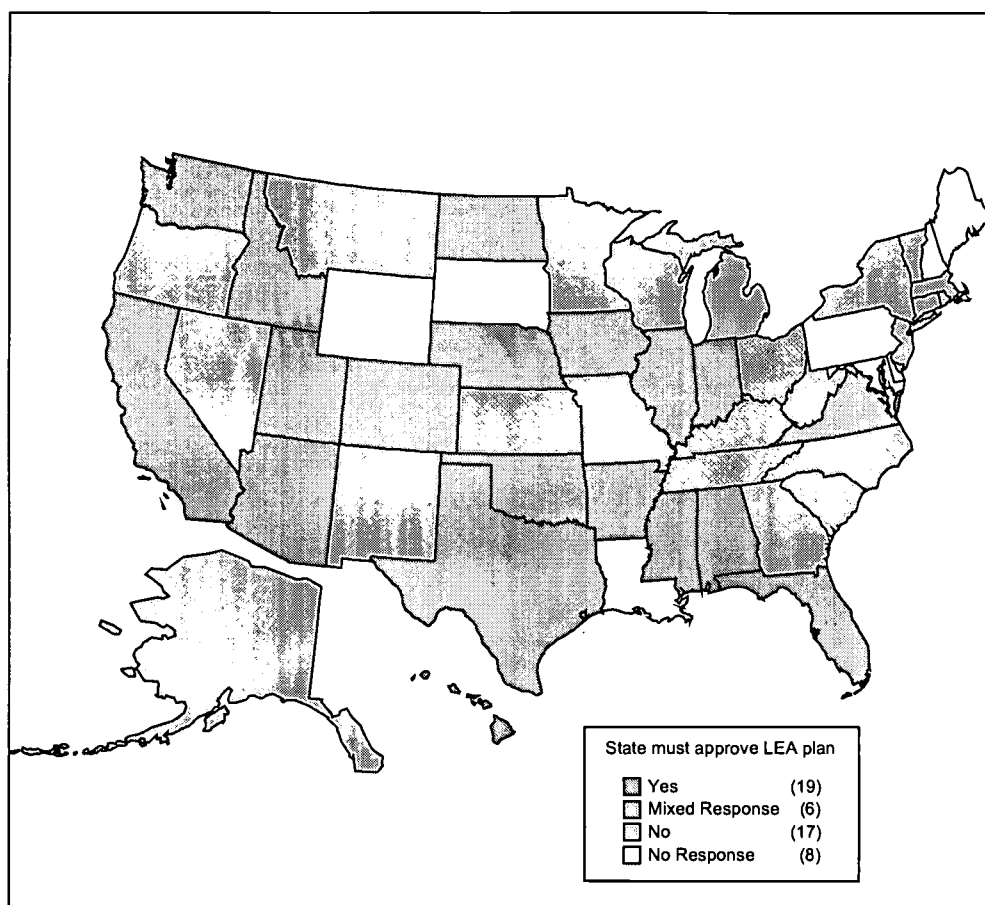 State must approve LEA plan
Yes (19)
Mixed Response (6)
No (17)
No Response (8)